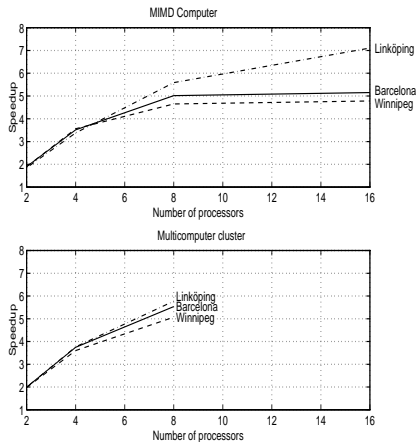 MIMD Computer
8
7
6
5
4
3
2
1
Speedup
Linköping
Barcelona
Winnipeg
2 4 6 8 10 12 14 16
Number of processors
Multicomputer cluster
8
7
6
5
4
3
2
1
Speedup
Linköping
Barcelona
Winnipeg
2 4 6 8 10 12 14 16
Number of processors